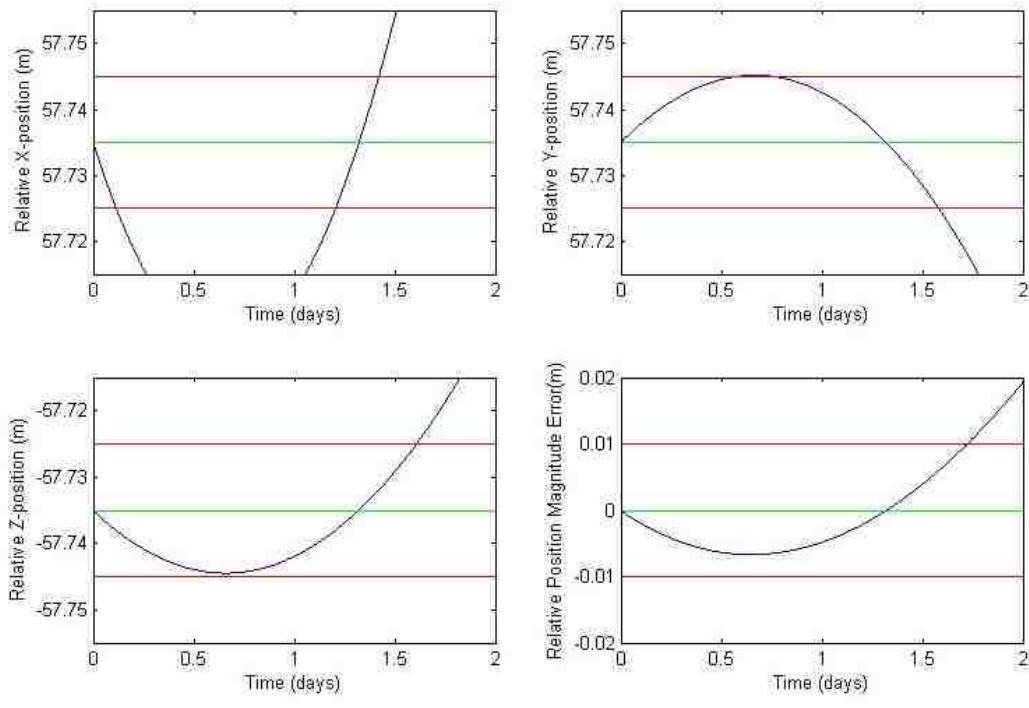 Relative X-position (m)
57.75
57.74
57.73
57.72
0 0.5 1 1.5 2
Time (days)
Relative Y-position (m)
57.75
57.74
57.73
57.72
0 0.5 1 1.5 2
Time (days)
Relative Z-position (m)
-57.72
-57.73
-57.74
-57.75
0 0.5 1 1.5 2
Time (days)
Relative Position Magnitude Error(m)
0.02
0.01
0
-0.01
-0.02
0 0.5 1 1.5 2
Time (days)